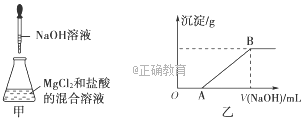 NaOH溶液
MgCl₂和盐酸
的混合溶液
甲
沉淀/g
B
O
A
V(NaOH)/mL
乙
@正确教育